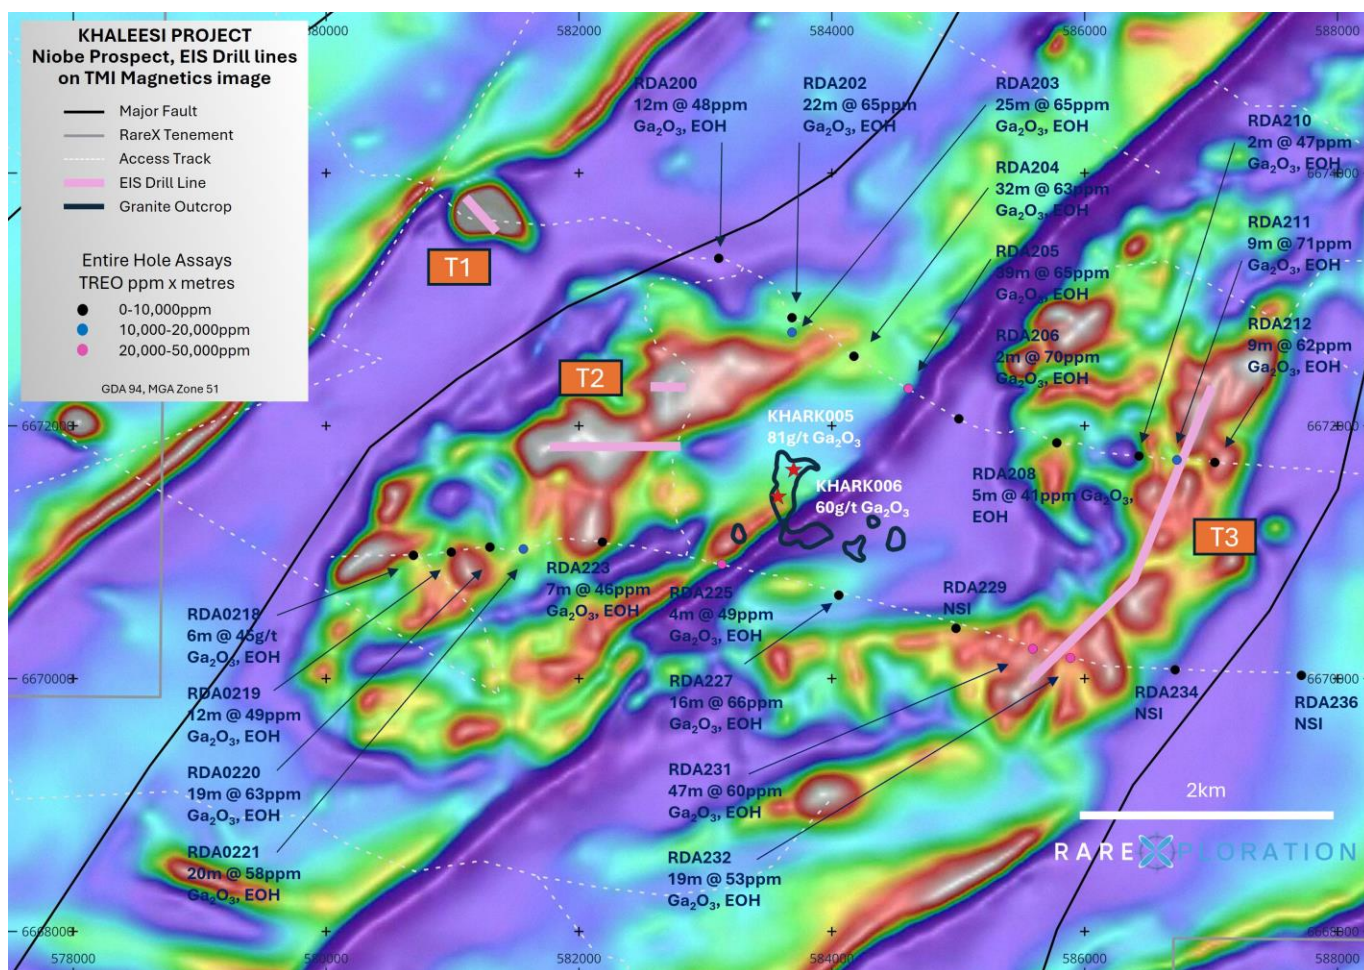 KHALEESI PROJECT
Niobe Prospect, EIS Drill lines
on TMI Magnetics image
Major Fault
RareX Tenement
Access Track
EIS Drill Line
Granite Outcrop
Entire Hole Assays
TREO ppm x metres
0-10,000ppm
10,000-20,000ppm
20,000-50,000ppm
GDA 94, MGA Zone 51
580000
582000
584000
586000
588000
RDA200
12m @ 48ppm
Ga₂O₃, EOH
RDA202
22m @ 65ppm
Ga₂O₃, EOH
RDA203
25m @ 65ppm
Ga₂O₃, EOH
RDA204
32m @ 63ppm
Ga₂O₃, EOH
RDA205
39m @ 65ppm
Ga₂O₃, EOH
RDA206
2m @ 70ppm
Ga₂O₃, EOH
RDA210
2m @ 47ppm
Ga₂O₃, EOH
6674000
RDA211
9m @ 71ppm
Ga₂O₃, EOH
RDA212
9m @ 62ppm
Ga₂O₃, EOH
T1
T2
T3
6672000
6672000
KHARK005
81g/t Ga₂O₃
KHARK006
60g/t Ga₂O₃
RDA208
5m @ 41ppm Ga₂O₃,
EOH
RDA223
7m @ 46ppm
Ga₂O₃, EOH
RDA225
4m @ 49ppm
Ga₂O₃, EOH
RDA229
NSI
RDA0218
6m @ 45g/t
Ga₂O₃, EOH
6670000
6670000
RDA0219
12m @ 49ppm
Ga₂O₃, EOH
RDA227
16m @ 66ppm
Ga₂O₃, EOH
RDA234
NSI
RDA236
NSI
RDA0220
19m @ 63ppm
Ga₂O₃, EOH
RDA231
47m @ 60ppm
Ga₂O₃, EOH
2km
RAREXPLORATION
RDA0221
20m @ 58ppm
Ga₂O₃, EOH
RDA232
19m @ 53ppm
Ga₂O₃, EOH
6668000
6668000
578000
580000
582000
584000
586000
588000